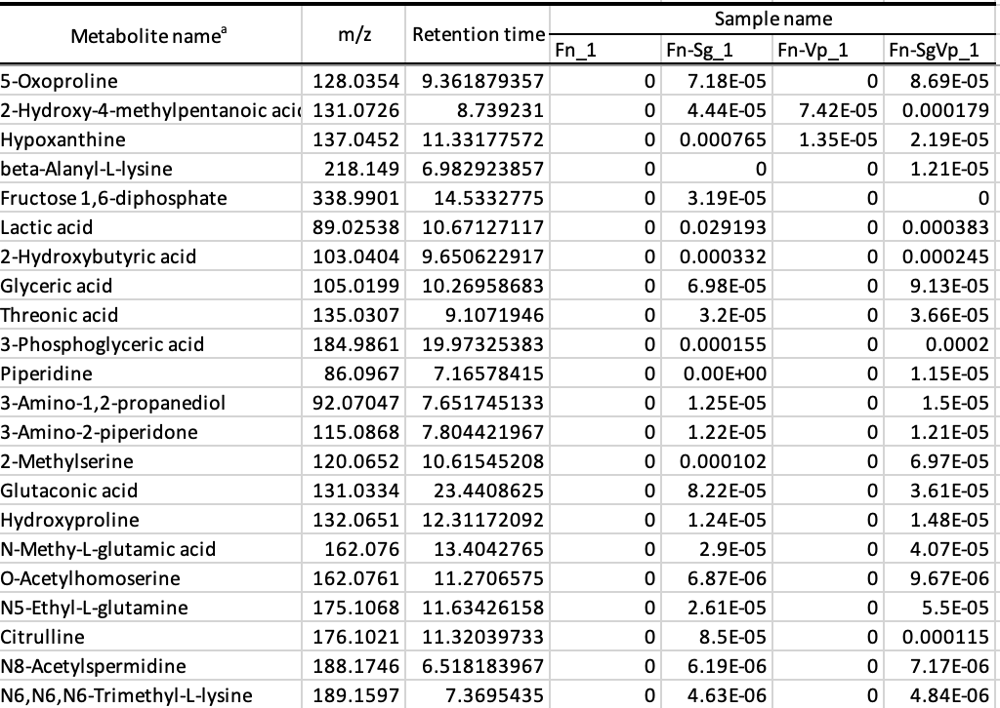 Metabolite name^a m/z Retention time Sample name
Fn_1 Fn-Sg_1 Fn-Vp_1 Fn-SgVp_1
5-Oxoproline 128.0354 9.361879357 0 7.18E-05 0 8.69E-05
2-Hydroxy-4-methylpentanoic acid 131.0726 8.739231 0 4.44E-05 7.42E-05 0.000179
Hypoxanthine 137.0452 11.33177572 0 0.000765 1.35E-05 2.19E-05
beta-Alanyl-L-lysine 218.149 6.982923857 0 0 0 1.21E-05
Fructose 1,6-diphosphate 338.9901 14.5332775 0 3.19E-05 0 0
Lactic acid 89.02538 10.67127117 0 0.029193 0 0.000383
2-Hydroxybutyric acid 103.0404 9.650622917 0 0.000332 0 0.000245
Glyceric acid 105.0199 10.26958683 0 6.98E-05 0 9.13E-05
Threonic acid 135.0307 9.1071946 0 3.2E-05 0 3.66E-05
3-Phosphoglyceric acid 184.9861 19.97325383 0 0.000155 0 0.0002
Piperidine 86.0967 7.16578415 0 0.00E+00 0 1.15E-05
3-Amino-1,2-propanediol 92.07047 7.651745133 0 1.25E-05 0 1.5E-05
3-Amino-2-piperidone 115.0868 7.804421967 0 1.22E-05 0 1.21E-05
2-Methylserine 120.0652 10.61545208 0 0.000102 0 6.97E-05
Glutaconic acid 131.0334 23.4408625 0 8.22E-05 0 3.61E-05
Hydroxyproline 132.0651 12.31172092 0 1.24E-05 0 1.48E-05
N-Methy-L-glutamic acid 162.076 13.4042765 0 2.9E-05 0 4.07E-05
O-Acetylhomoserine 162.0761 11.2706575 0 6.87E-06 0 9.67E-06
N5-Ethyl-L-glutamine 175.1068 11.63426158 0 2.61E-05 0 5.5E-05
Citrulline 176.1021 11.32039733 0 8.5E-05 0 0.000115
N8-Acetylspermidine 188.1746 6.518183967 0 6.19E-06 0 7.17E-06
N6,N6,N6-Trimethyl-L-lysine 189.1597 7.3695435 0 4.63E-06 0 4.84E-06